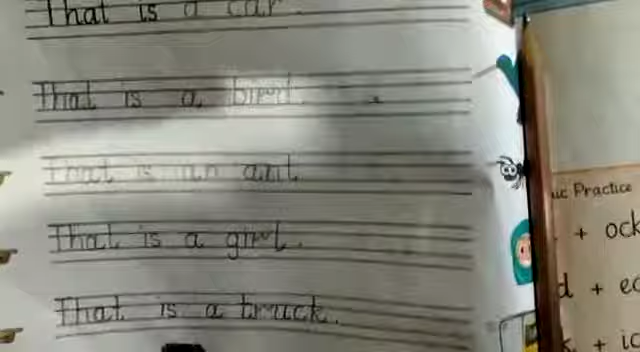 That is a car.
That is a bird.
That is an ant.
That is a girl.
That is a truck.
Practice
+ ock
d + ec
+ ic